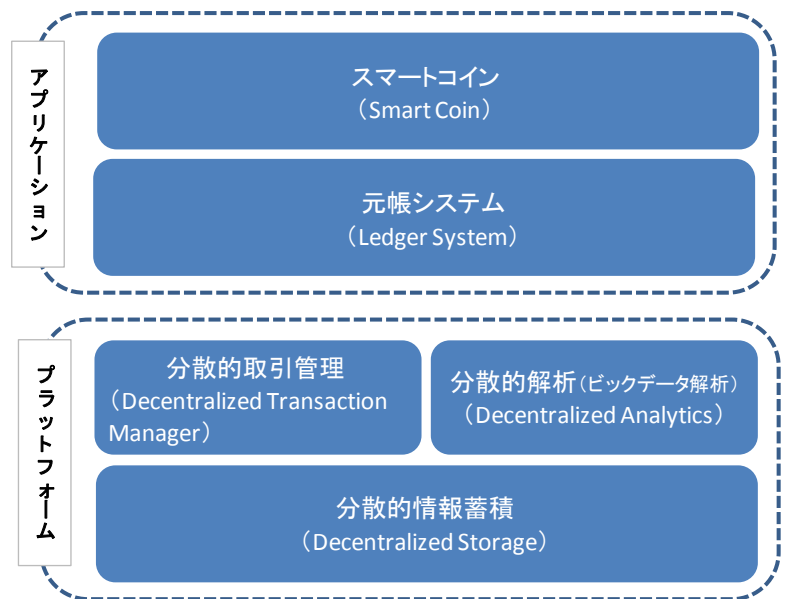 アプリケーション
スマートコイン
（Smart Coin）
元帳システム
（Ledger System）
プラットフォーム
分散的取引管理
（Decentralized Transaction
Manager）
分散的解析（ビックデータ解析）
（Decentralized Analytics）
分散的情報蓄積
（Decentralized Storage）